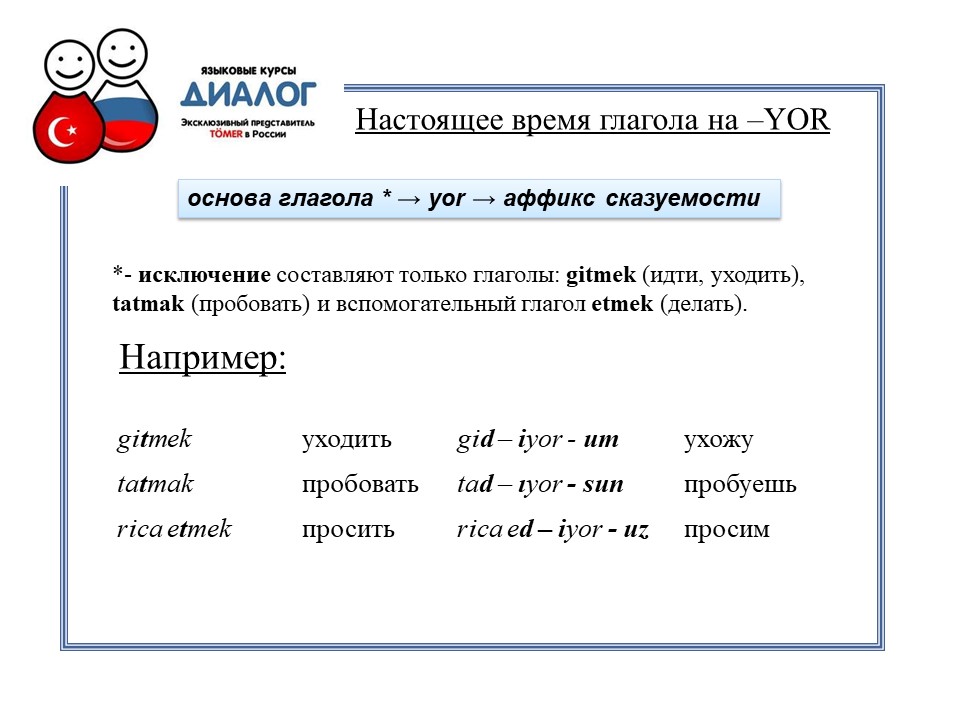 ЯЗЫКОВЫЕ КУРСЫ
ДИАЛОГ
Эксклюзивный представитель
TÖMER в России
Настоящее время глагола на –YOR
основа глагола * → yor → аффикс сказуемости
*- исключение составляют только глаголы: gitmek (идти, уходить),
tatmak (пробовать) и вспомогательный глагол etmek (делать).
Например:
gitmek уходить gid – iyor - um ухожу
tatmak пробовать tad – ıyor - sun пробуешь
rica etmek просить rica ed – iyor - uz просим